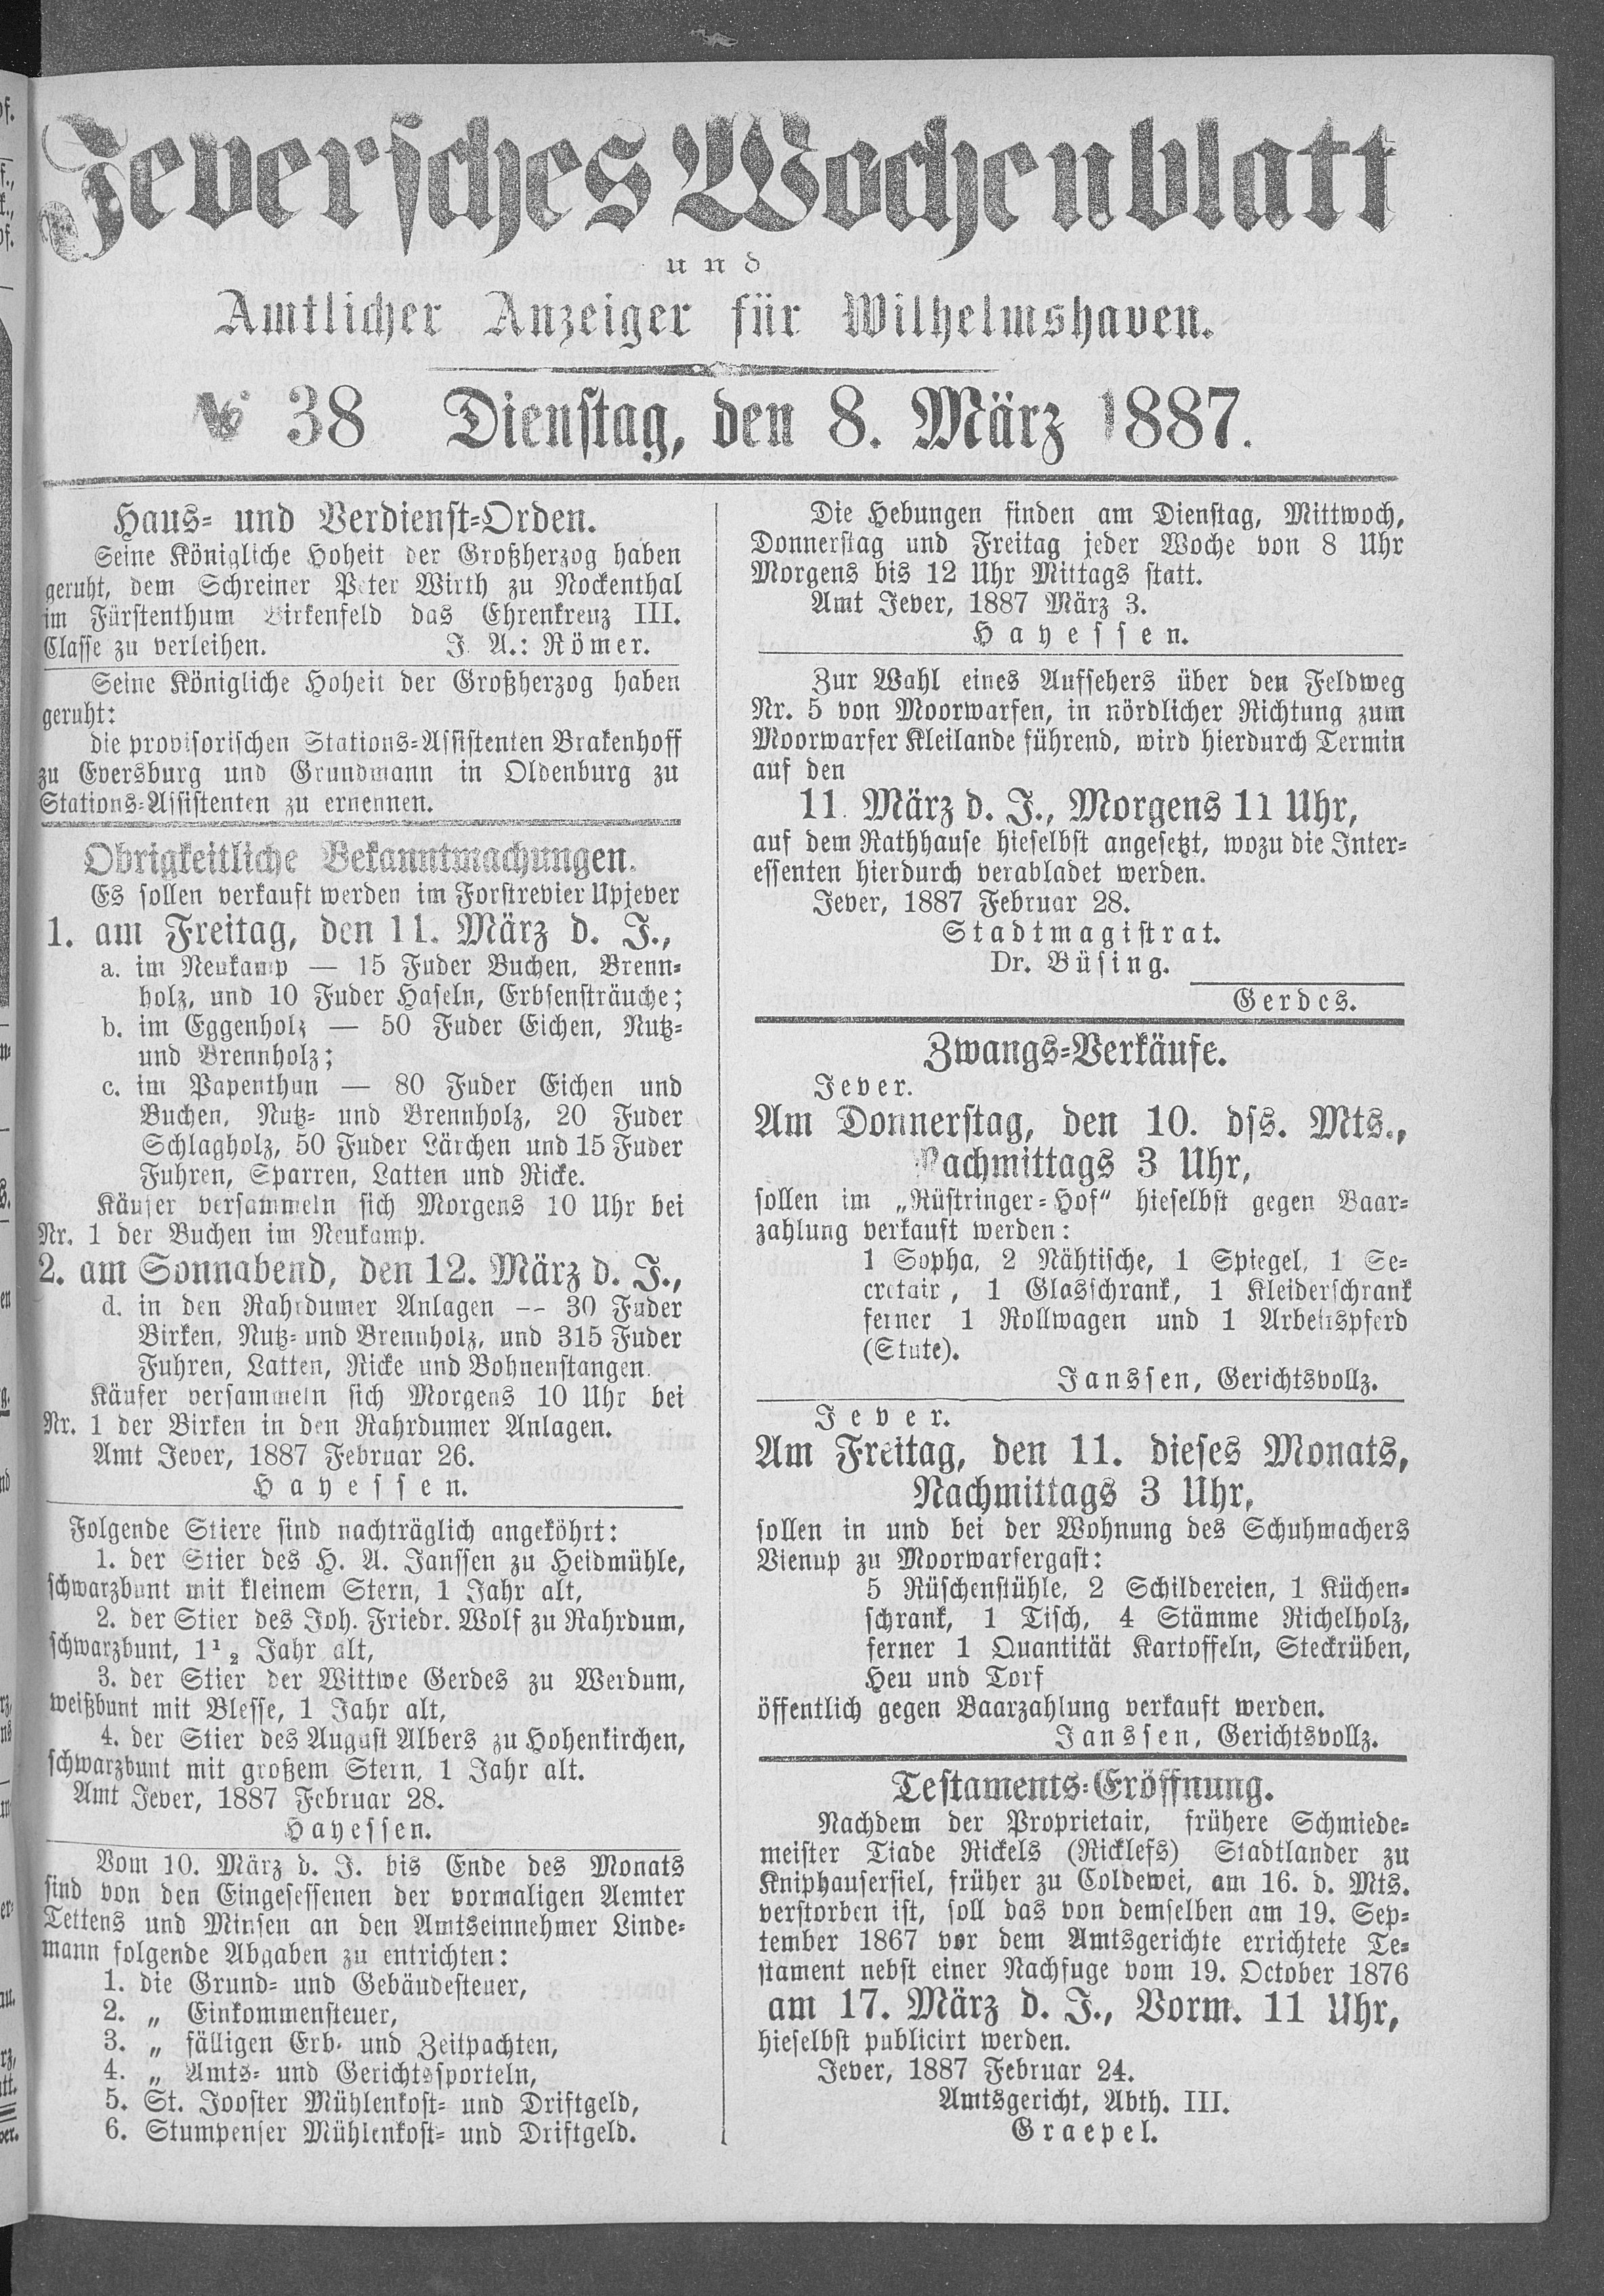 Jeversches Wochenblatt
und
Amtlicher Anzeiger für Wilhelmshaven.
№ 38 Dienstag, den 8. März 1887.
Haus- und Verdienst-Orden.
Seine Königliche Hoheit der Großherzog haben
geruht, dem Schreiner Peter Wirth zu Nockenthal
im Fürstenthum Birkenfeld das Ehrenkreuz III.
Classe zu verleihen. J. A.: Römer.
Seine Königliche Hoheit der Großherzog haben
geruht:
die provisorischen Stations-Assistenten Brakenhoff
zu Eversburg und Grundmann in Oldenburg zu
Stations-Assistenten zu ernennen.
Obrigkeitliche Bekanntmachungen.
Es sollen verkauft werden im Forstrevier Upjever
1. am Freitag, den 11. März d. J.,
a. im Neukamp — 15 Fuder Buchen, Brenn-
holz, und 10 Fuder Haseln, Erbsensträuche;
b. im Eggenholz — 50 Fuder Eichen, Nutz-
und Brennholz;
c. im Papenthun — 80 Fuder Eichen und
Buchen, Nutz- und Brennholz, 20 Fuder
Schlagholz, 50 Fuder Lärchen und 15 Fuder
Fuhren, Sparren, Latten und Ricke.
Käufer versammeln sich Morgens 10 Uhr bei
Nr. 1 der Buchen im Neukamp.
2. am Sonnabend, den 12. März d. J.,
d. in den Rahrdumer Anlagen -- 30 Fuder
Birken, Nutz- und Brennholz, und 315 Fuder
Fuhren, Latten, Ricke und Bohnenstangen.
Käufer versammeln sich Morgens 10 Uhr bei
Nr. 1 der Birken in den Rahrdumer Anlagen.
Amt Jever, 1887 Februar 26.
Hayessen.
Folgende Stiere sind nachträglich angeköhrt:
1. der Stier des H. A. Janssen zu Heidmühle,
schwarzbunt mit kleinem Stern, 1 Jahr alt,
2. der Stier des Joh. Friedr. Wolf zu Rahrdum,
schwarzbunt, 1 1/2 Jahr alt,
3. der Stier der Wittwe Gerdes zu Werdum,
weißbunt mit Blesse, 1 Jahr alt,
4. der Stier des August Albers zu Hohenkirchen,
schwarzbunt mit großem Stern, 1 Jahr alt.
Amt Jever, 1887 Februar 28.
Hayessen.
Vom 10. März d. J. bis Ende des Monats
sind von den Eingesessenen der vormaligen Aemter
Tettens und Minsen an den Amtseinnehmer Linde-
mann folgende Abgaben zu entrichten:
1. die Grund- und Gebäudesteuer,
2. „ Einkommensteuer,
3. „ fälligen Erb- und Zeitpachten,
4. „ Amts- und Gerichtssporteln,
5. St. Jooster Mühlenkost- und Driftgeld,
6. Stumpenser Mühlenkost- und Driftgeld.
Die Hebungen finden am Dienstag, Mittwoch,
Donnerstag und Freitag jeder Woche von 8 Uhr
Morgens bis 12 Uhr Mittags statt.
Amt Jever, 1887 März 3.
Hayessen.
Zur Wahl eines Aufsehers über den Feldweg
Nr. 5 von Moorwarfen, in nördlicher Richtung zum
Moorwarfer Kleilande führend, wird hierdurch Termin
auf den
11. März d. J., Morgens 11 Uhr,
auf dem Rathhause hieselbst angesetzt, wozu die Inter-
essenten hierdurch verabladet werden.
Jever, 1887 Februar 28.
Stadtmagistrat.
Dr. Büsing.
Gerdes.
Zwangs-Verkäufe.
Jever.
Am Donnerstag, den 10. dss. Mts.,
Nachmittags 3 Uhr,
sollen im „Rüstringer-Hof“ hieselbst gegen Baar-
zahlung verkauft werden:
1 Sopha, 2 Nähtische, 1 Spiegel, 1 Se-
cretair, 1 Glasschrank, 1 Kleiderschrank
ferner 1 Rollwagen und 1 Arbeitspferd
(Stute).
Janssen, Gerichtsvollz.
Jever.
Am Freitag, den 11. dieses Monats,
Nachmittags 3 Uhr,
sollen in und bei der Wohnung des Schuhmachers
Vienup zu Moorwarfergast:
5 Rüschenstühle, 2 Schildereien, 1 Küchen-
schrank, 1 Tisch, 4 Stämme Richelholz,
ferner 1 Quantität Kartoffeln, Steckrüben,
Heu und Torf
öffentlich gegen Baarzahlung verkauft werden.
Janssen, Gerichtsvollz.
Testaments-Eröffnung.
Nachdem der Proprietair, frühere Schmiede-
meister Tiade Rickels (Ricklefs) Stadtlander zu
Kniphausersiel, früher zu Coldewei, am 16. d. Mts.
verstorben ist, soll das von demselben am 19. Sep-
tember 1867 vor dem Amtsgerichte errichtete Te-
stament nebst einer Nachfuge vom 19. October 1876
am 17. März d. J., Vorm. 11 Uhr,
hieselbst publicirt werden.
Jever, 1887 Februar 24.
Amtsgericht, Abth. III.
Graepel.